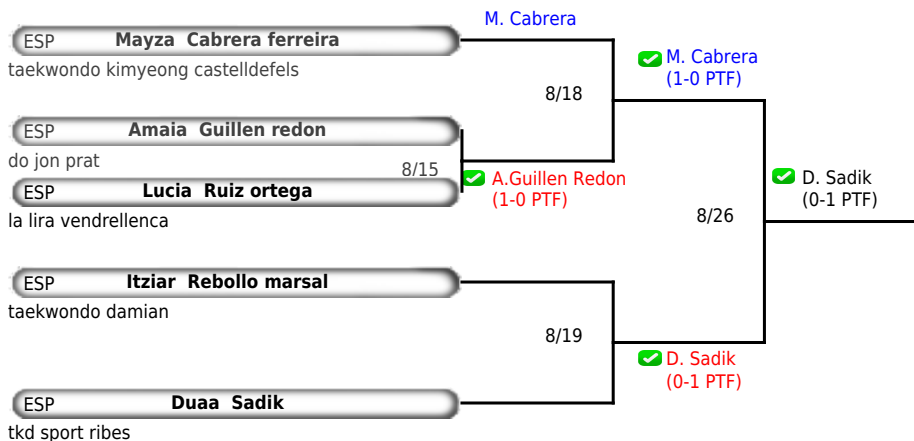 M. Cabrera
ESP Mayza Cabrera ferreira
taekwondo kimyeong castelldefels
M. Cabrera
(1-0 PTF)
8/18
ESP Amaia Guillen redon
do jon prat
8/15
A.Guillen Redon
(1-0 PTF)
ESP Lucia Ruiz ortega
la lira vendrellenca
D. Sadik
(0-1 PTF)
8/26
ESP Itziar Rebollo marsal
taekwondo damian
8/19
D. Sadik
(0-1 PTF)
ESP Duaa Sadik
tkd sport ribes